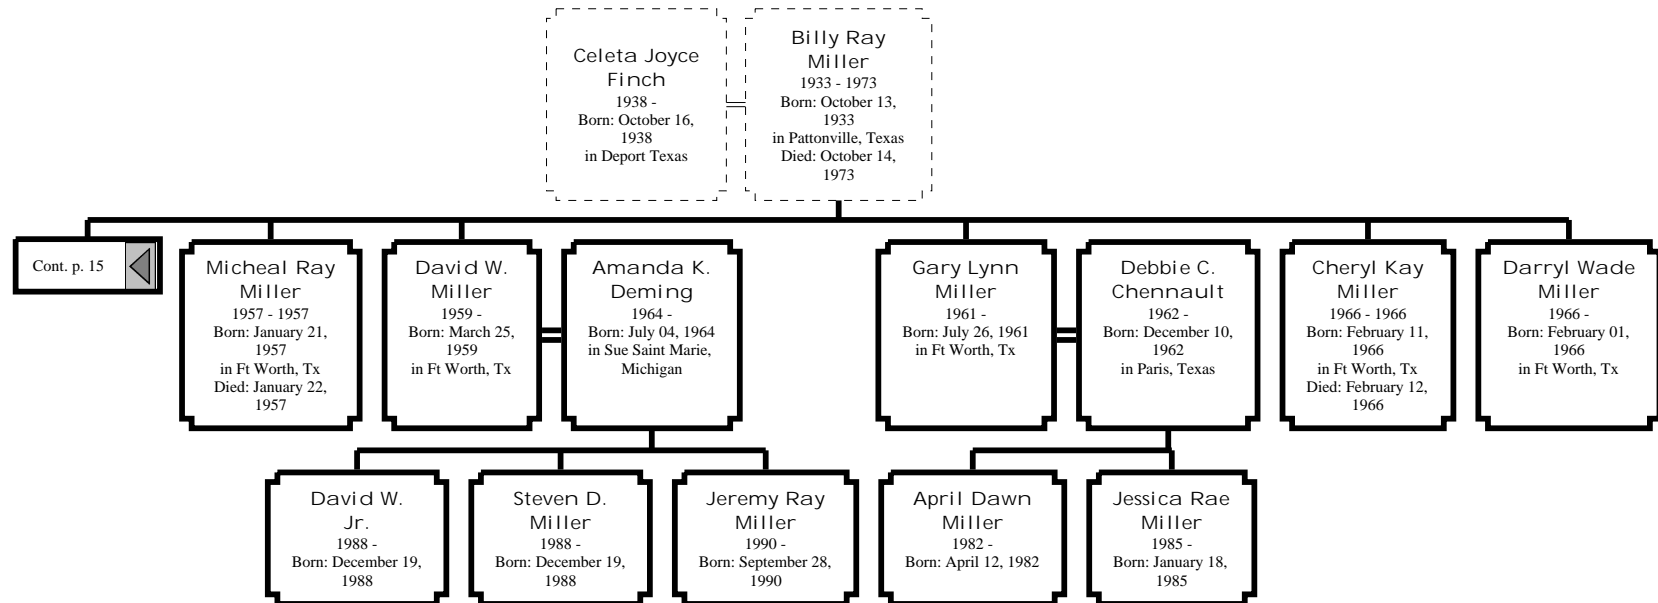 Celeta Joyce
Finch
1938 -
Born: October 16,
1938
in Deport Texas
Billy Ray
Miller
1933 - 1973
Born: October 13,
1933
in Pattonville, Texas
Died: October 14,
1973
Cont. p. 15
Micheal Ray
Miller
1957 - 1957
Born: January 21,
1957
in Ft Worth, Tx
Died: January 22,
1957
David W.
Miller
1959 -
Born: March 25,
1959
in Ft Worth, Tx
Amanda K.
Deming
1964 -
Born: July 04, 1964
in Sue Saint Marie,
Michigan
Gary Lynn
Miller
1961 -
Born: July 26, 1961
in Ft Worth, Tx
Debbie C.
Chennault
1962 -
Born: December 10,
1962
in Paris, Texas
Cheryl Kay
Miller
1966 - 1966
Born: February 11,
1966
in Ft Worth, Tx
Died: February 12,
1966
Darryl Wade
Miller
1966 -
Born: February 01,
1966
in Ft Worth, Tx
David W.
Jr.
1988 -
Born: December 19,
1988
Steven D.
Miller
1988 -
Born: December 19,
1988
Jeremy Ray
Miller
1990 -
Born: September 28,
1990
April Dawn
Miller
1982 -
Born: April 12, 1982
Jessica Rae
Miller
1985 -
Born: January 18,
1985